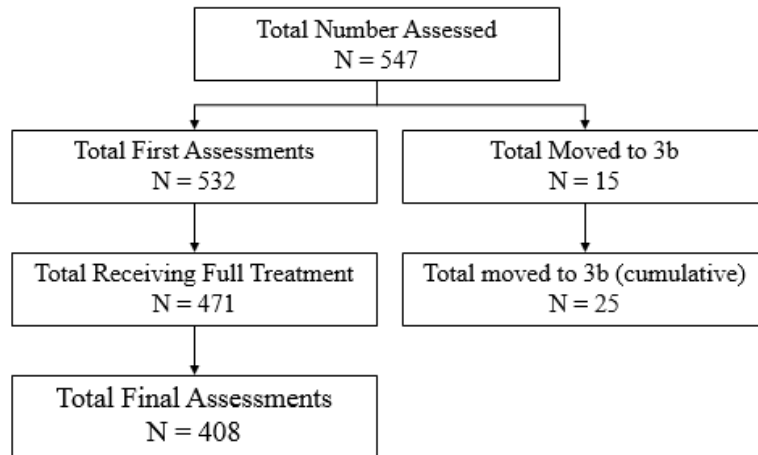 Total Number Assessed
N = 547
Total First Assessments
N = 532
Total Moved to 3b
N = 15
Total Receiving Full Treatment
N = 471
Total moved to 3b (cumulative)
N = 25
Total Final Assessments
N = 408